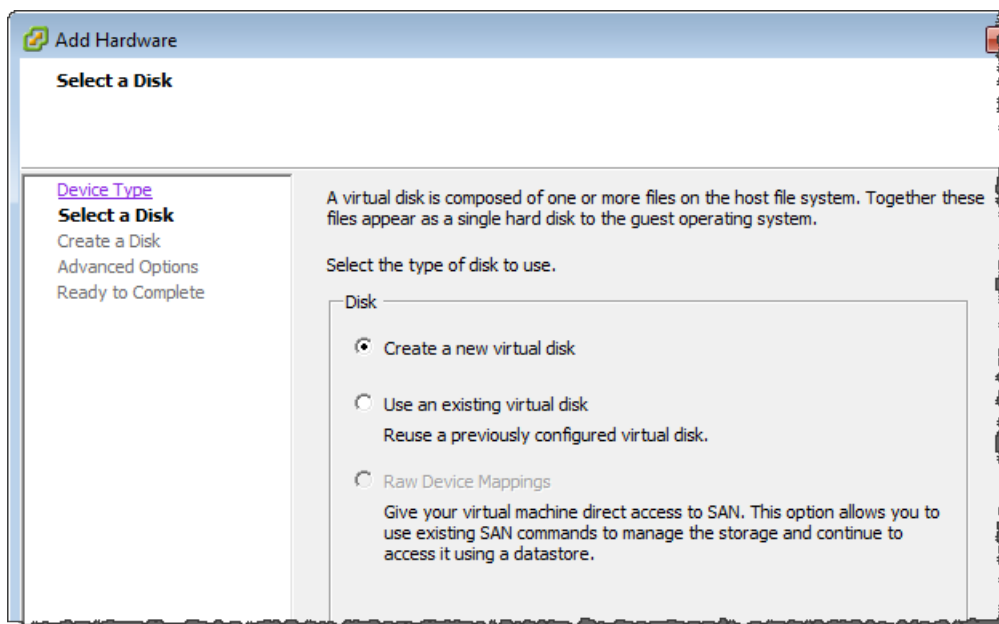 Add Hardware
Select a Disk
Device Type
Select a Disk
Create a Disk
Advanced Options
Ready to Complete
A virtual disk is composed of one or more files on the host file system. Together these
files appear as a single hard disk to the guest operating system.
Select the type of disk to use.
Disk
Create a new virtual disk
Use an existing virtual disk
Reuse a previously configured virtual disk.
Raw Device Mappings
Give your virtual machine direct access to SAN. This option allows you to
use existing SAN commands to manage the storage and continue to
access it using a datastore.